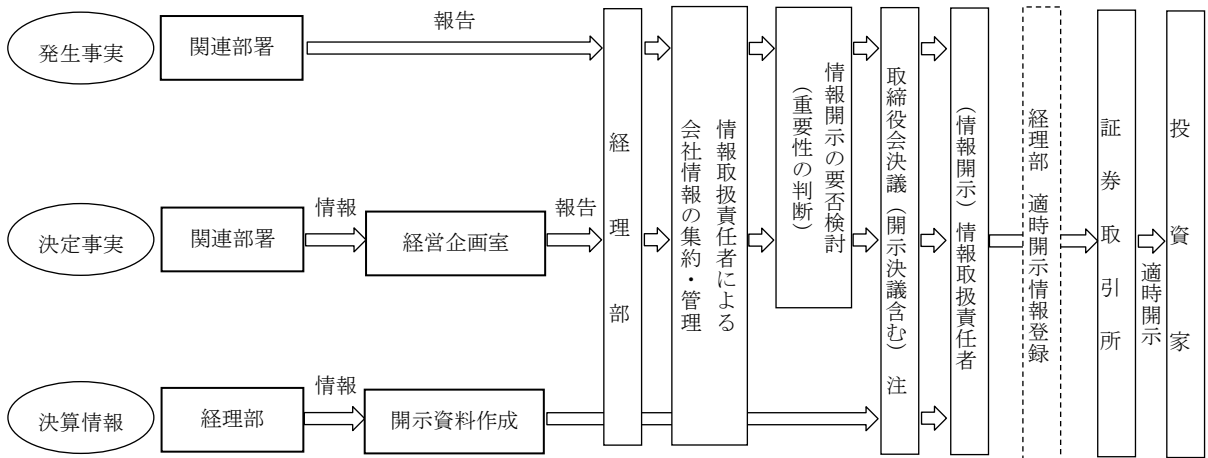 発生事実
関連部署
報告
決定事実
関連部署
情報
経営企画室
報告
決算情報
経理部
情報
開示資料作成
経理部
情報取扱責任者による
会社情報の集約・管理
情報開示の要否検討
(重要性の判断)
取締役会決議(開示決議含む) 注
(情報開示) 情報取扱責任者
経理部 適時開示情報登録
証券取引所
適時開示
投資家